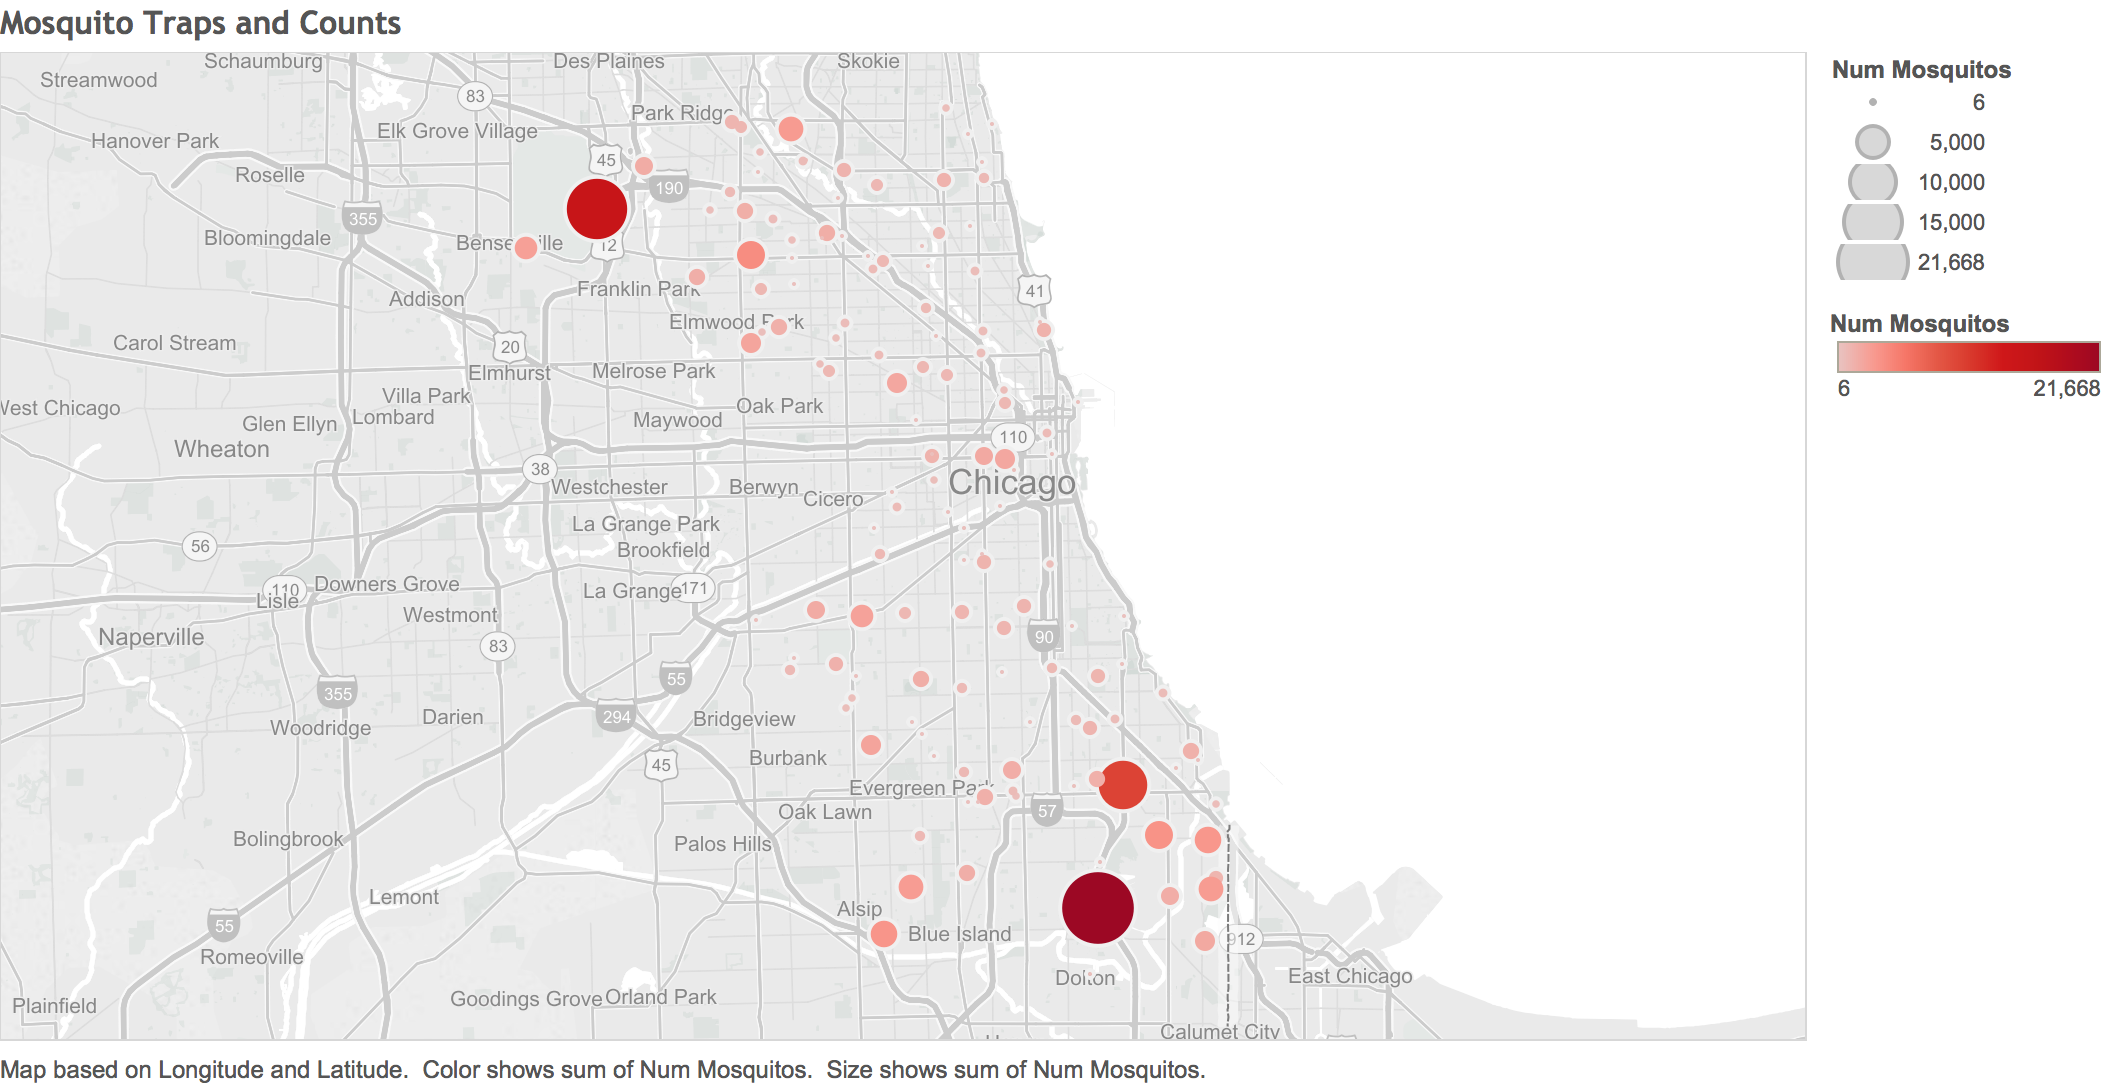 Mosquito Traps and Counts
Schaumburg
Des Plaines
Skokie
Streamwood
83
Park Ridge
Elk Grove Village
Hanover Park
45
Roselle
190
355
Bloomingdale
Bensenville
12
Franklin Park
41
Addison
Elmwood Park
Carol Stream
20
Elmhurst
Melrose Park
Villa Park
West Chicago
Lombard
Oak Park
Glen Ellyn
Maywood
110
Wheaton
38
Chicago
Westchester
Berwyn
Cicero
La Grange Park
56
Brookfield
Downers Grove
110
La Grange
171
Lisle
Westmont
Naperville
83
90
55
355
294
Darien
Bridgeview
Woodridge
Burbank
45
Evergreen Park
57
Oak Lawn
Bolingbrook
Palos Hills
Lemont
Alsip
55
Blue Island
912
Romeoville
Dolton
East Chicago
Plainfield
Goodings Grove
Orland Park
Calumet City
Num Mosquitos
6
5,000
10,000
15,000
21,668
Num Mosquitos
6
21,668
Map based on Longitude and Latitude.  Color shows sum of Num Mosquitos.  Size shows sum of Num Mosquitos.